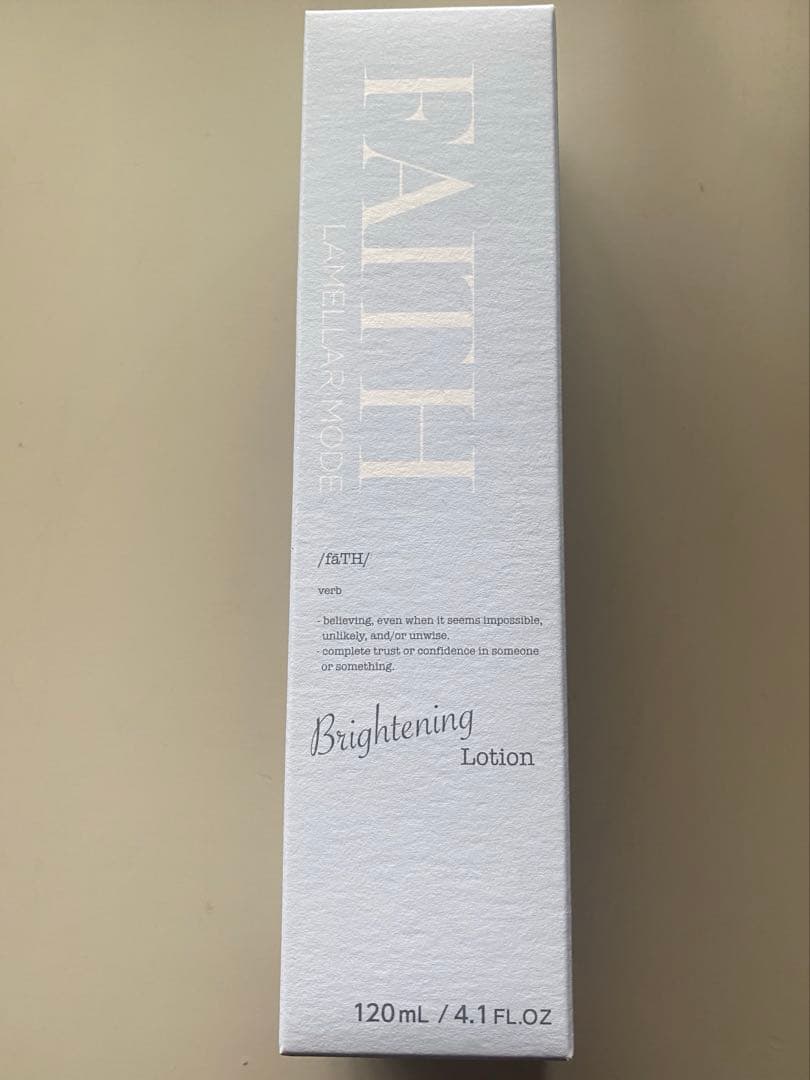 FAITH
LAMELLAR MODE
/fāTH/
verb
- believing, even when it seems impossible,
unlikely, and/or unwise.
- complete trust or confidence in someone
or something.
Brightening
Lotion
120mL / 4.1 FL.OZ